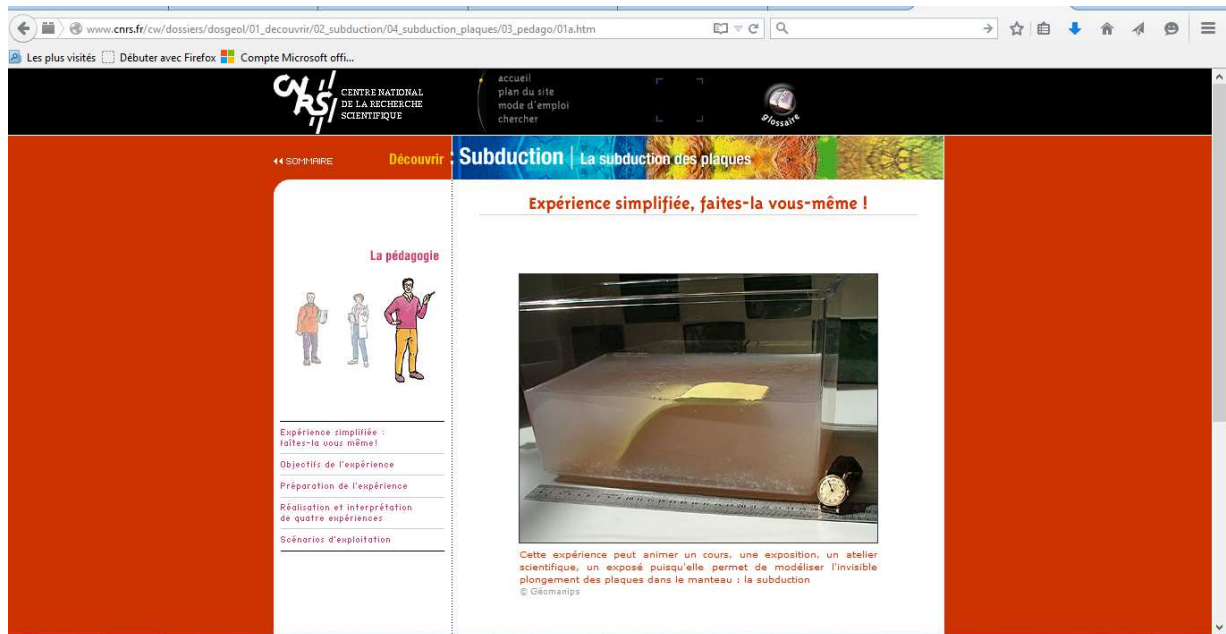 www.cnrs.fr/cw/dossiers/dosgeol/01_decouvrir/02_subduction/04_subduction_plaques/03_pedago/01a.htm
Les plus visités
Débuter avec Firefox
Compte Microsoft offi...
CNRS
CENTRE NATIONAL
DE LA RECHERCHE
SCIENTIFIQUE
accueil
plan du site
mode d'emploi
chercher
glossaire
SOMMAIRE
Découvrir : Subduction | La subduction des plaques
Expérience simplifiée, faites-la vous-même !
La pédagogie
Expérience simplifiée :
faîtes-la vous même!
Objectifs de l'expérience
Préparation de l'expérience
Réalisation et interprétation
de quatre expériences
Scénarios d'exploitation
Cette expérience peut animer un cours, une exposition, un atelier
scientifique, un exposé puisqu'elle permet de modéliser l'invisible
plongement des plaques dans le manteau : la subduction
© Géomanips